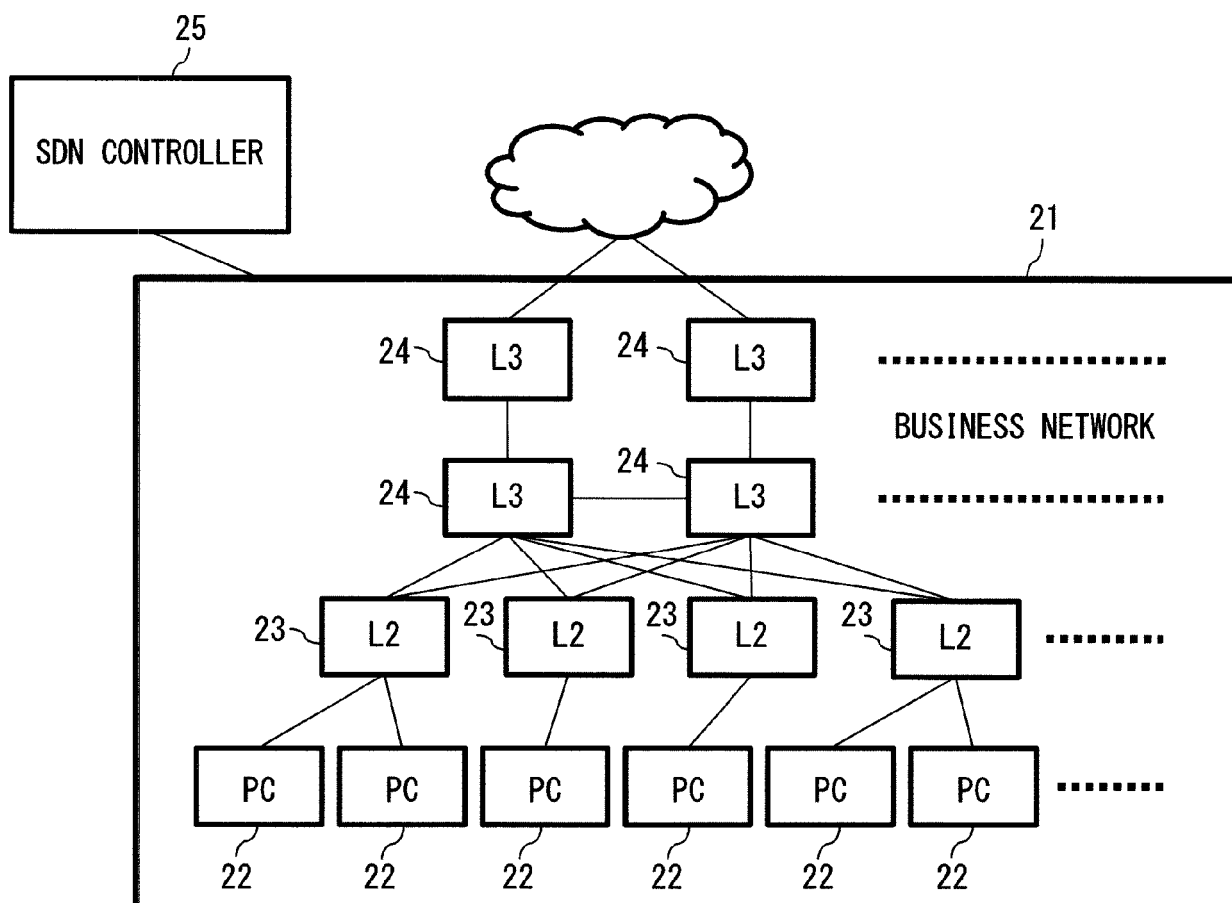 25
SDN CONTROLLER
21
24 L3 24 L3
BUSINESS NETWORK
24 L3 24 L3
23 L2 23 L2 23 L2 23 L2
PC PC PC PC PC PC
22 22 22 22 22 22